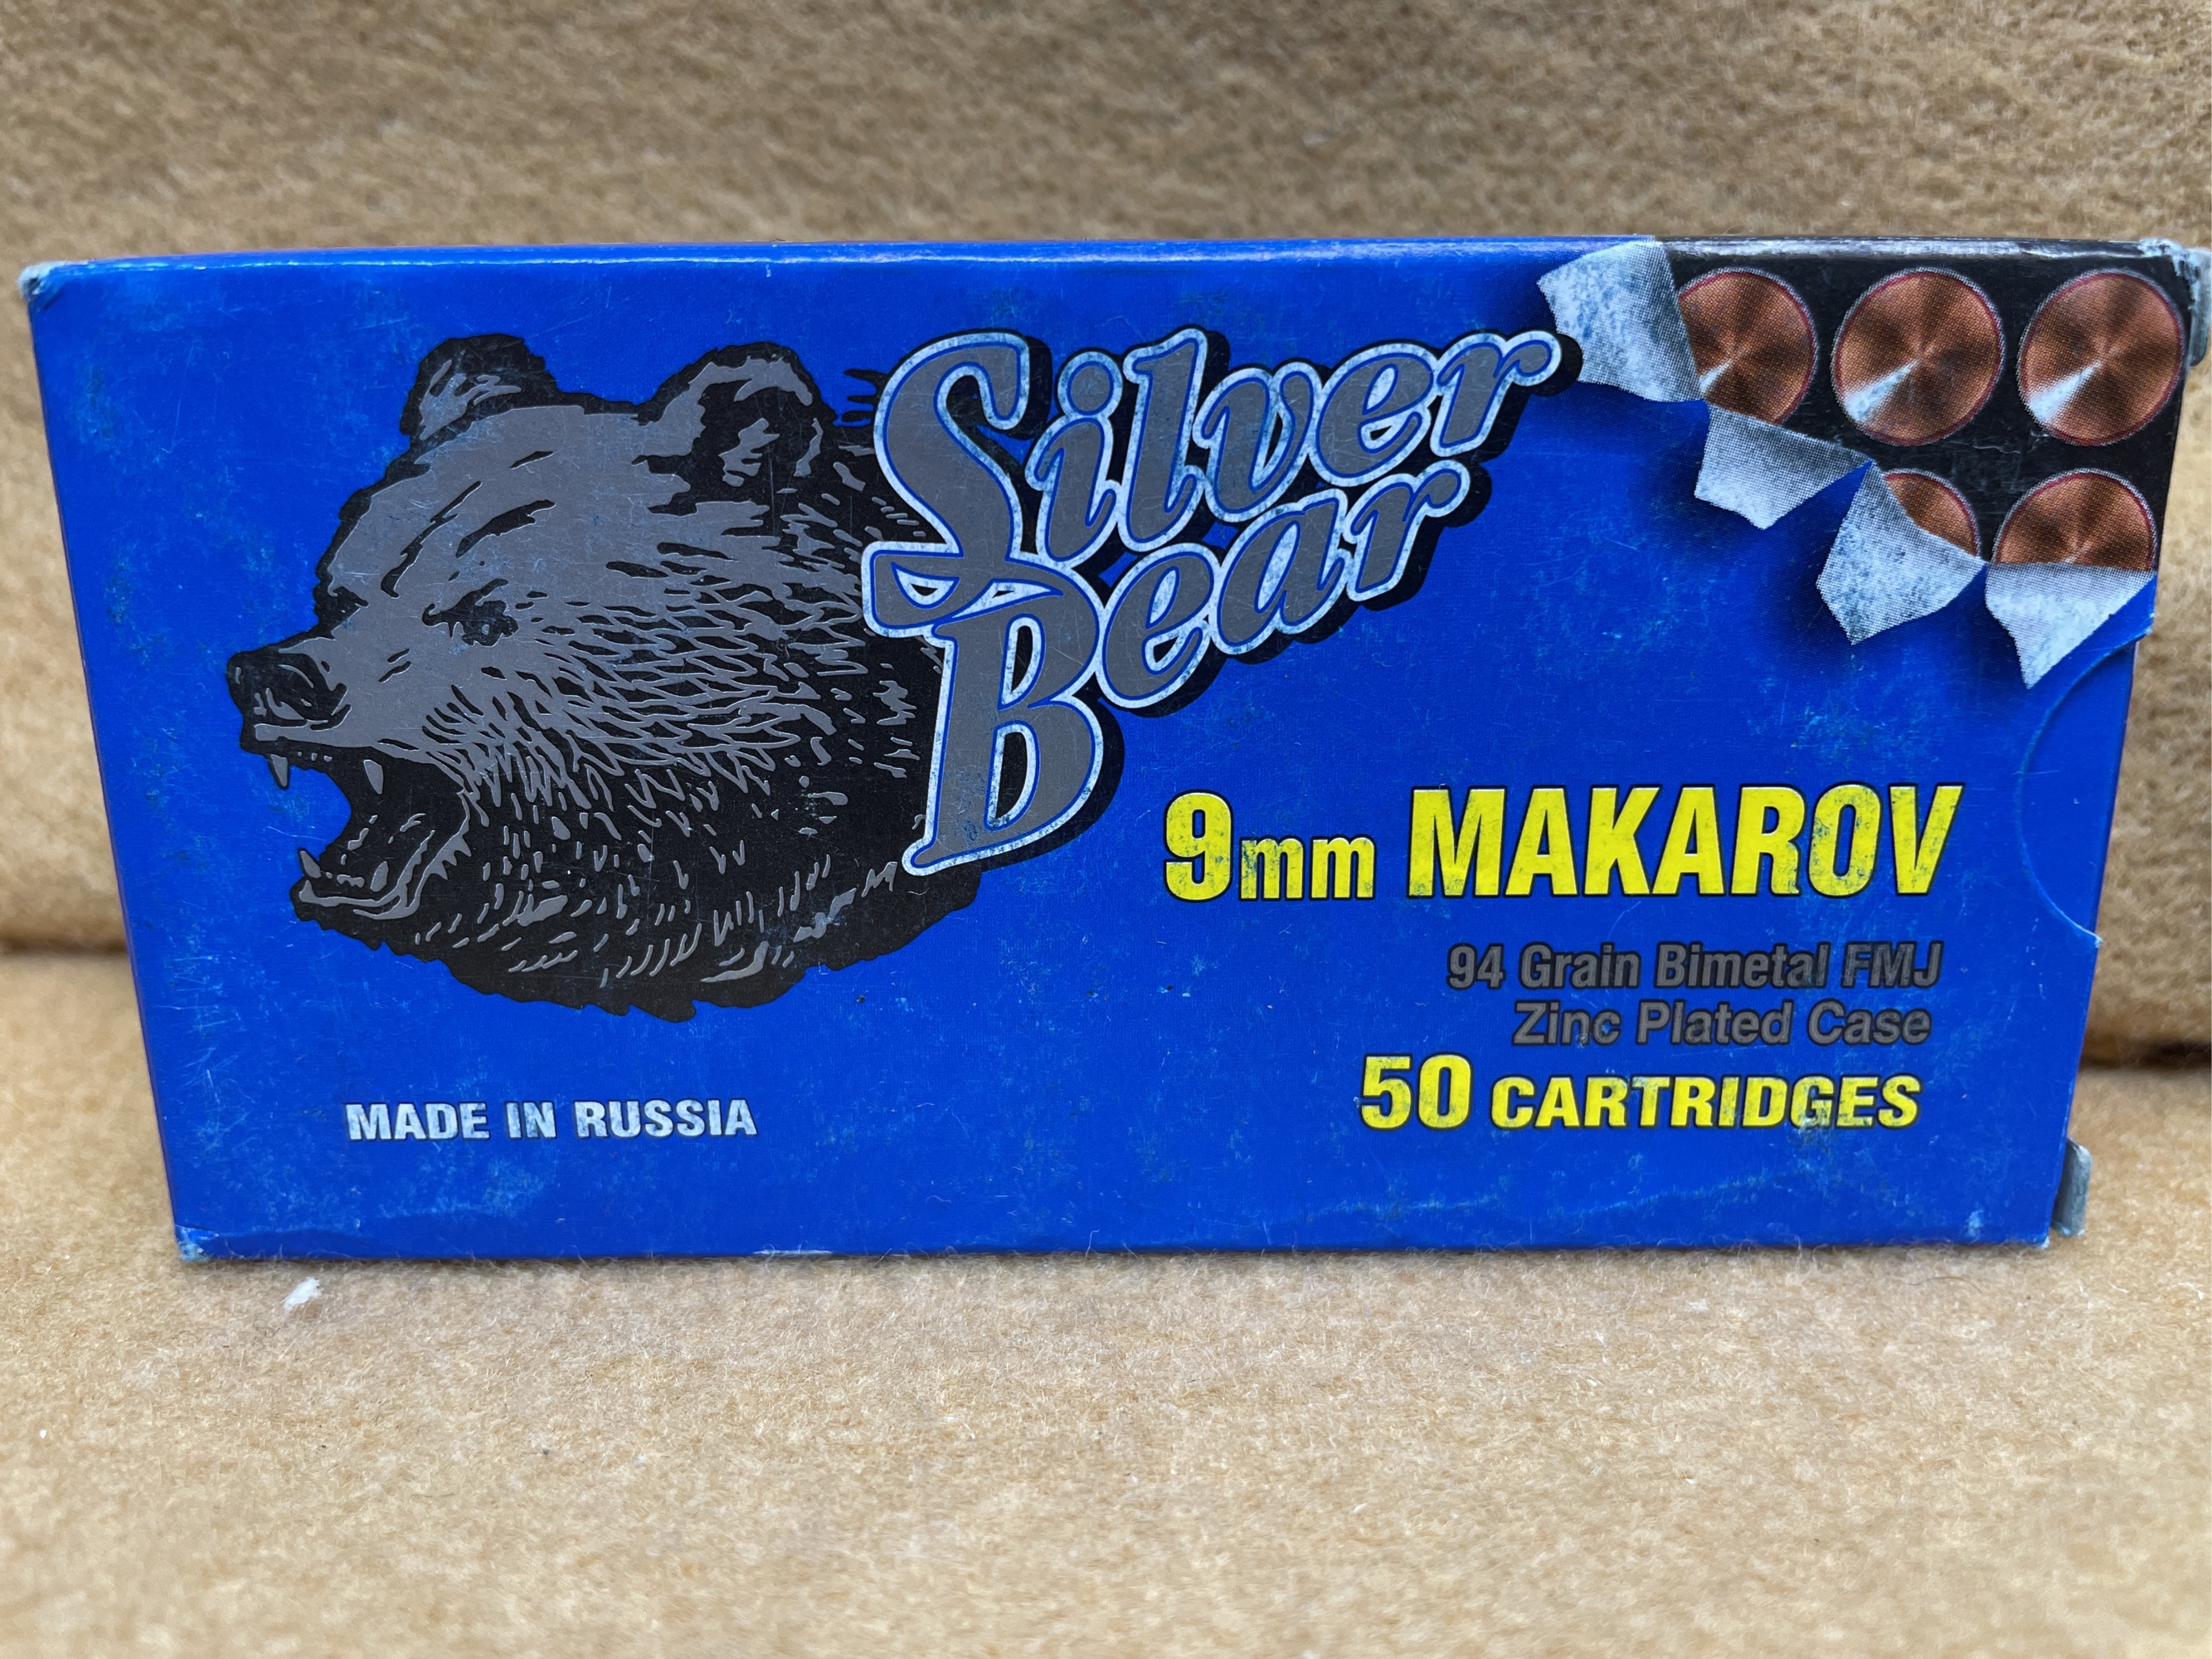 Silver
Bear
9mm MAKAROV
94 Grain Bimetal FMJ
Zinc Plated Case
50 CARTRIDGES
MADE IN RUSSIA